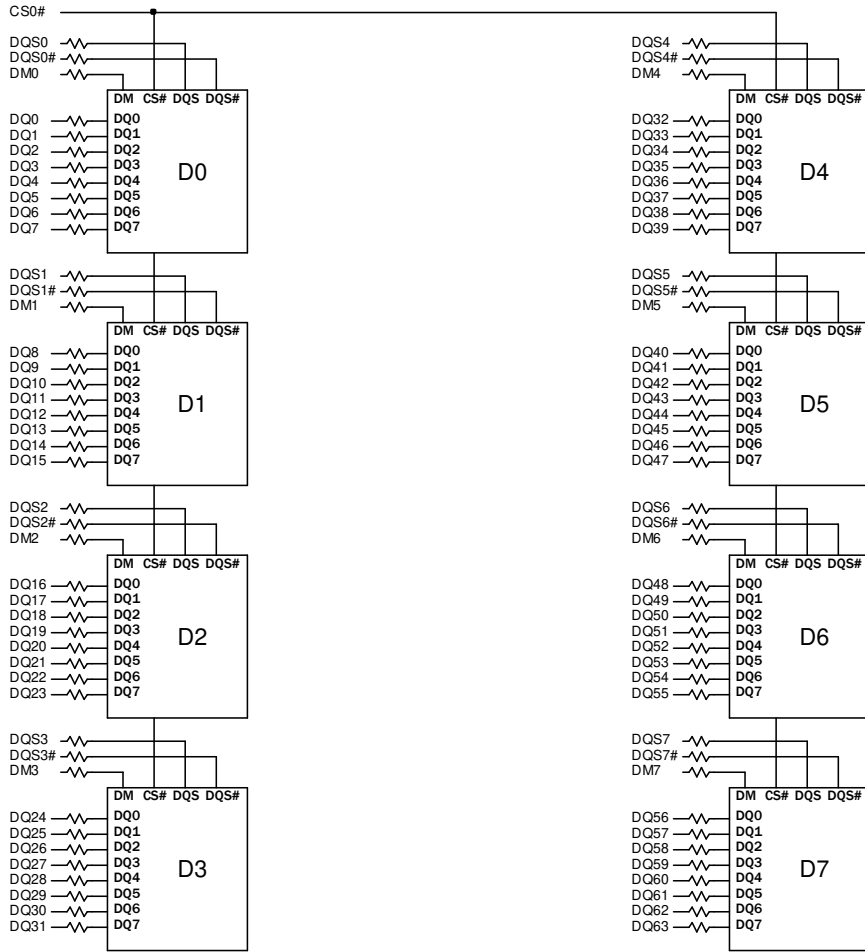 CS0#
DQS0
DQS0#
DM0
DM CS# DQS DQS#
DQ0 DQ0
DQ1 DQ1
DQ2 DQ2
DQ3 DQ3
DQ4 DQ4
DQ5 DQ5
DQ6 DQ6
DQ7 DQ7
D0
DQS1
DQS1#
DM1
DM CS# DQS DQS#
DQ8 DQ0
DQ9 DQ1
DQ10 DQ2
DQ11 DQ3
DQ12 DQ4
DQ13 DQ5
DQ14 DQ6
DQ15 DQ7
D1
DQS2
DQS2#
DM2
DM CS# DQS DQS#
DQ16 DQ0
DQ17 DQ1
DQ18 DQ2
DQ19 DQ3
DQ20 DQ4
DQ21 DQ5
DQ22 DQ6
DQ23 DQ7
D2
DQS3
DQS3#
DM3
DM CS# DQS DQS#
DQ24 DQ0
DQ25 DQ1
DQ26 DQ2
DQ27 DQ3
DQ28 DQ4
DQ29 DQ5
DQ30 DQ6
DQ31 DQ7
D3
DQS4
DQS4#
DM4
DM CS# DQS DQS#
DQ32 DQ0
DQ33 DQ1
DQ34 DQ2
DQ35 DQ3
DQ36 DQ4
DQ37 DQ5
DQ38 DQ6
DQ39 DQ7
D4
DQS5
DQS5#
DM5
DM CS# DQS DQS#
DQ40 DQ0
DQ41 DQ1
DQ42 DQ2
DQ43 DQ3
DQ44 DQ4
DQ45 DQ5
DQ46 DQ6
DQ47 DQ7
D5
DQS6
DQS6#
DM6
DM CS# DQS DQS#
DQ48 DQ0
DQ49 DQ1
DQ50 DQ2
DQ51 DQ3
DQ52 DQ4
DQ53 DQ5
DQ54 DQ6
DQ55 DQ7
D6
DQS7
DQS7#
DM7
DM CS# DQS DQS#
DQ56 DQ0
DQ57 DQ1
DQ58 DQ2
DQ59 DQ3
DQ60 DQ4
DQ61 DQ5
DQ62 DQ6
DQ63 DQ7
D7